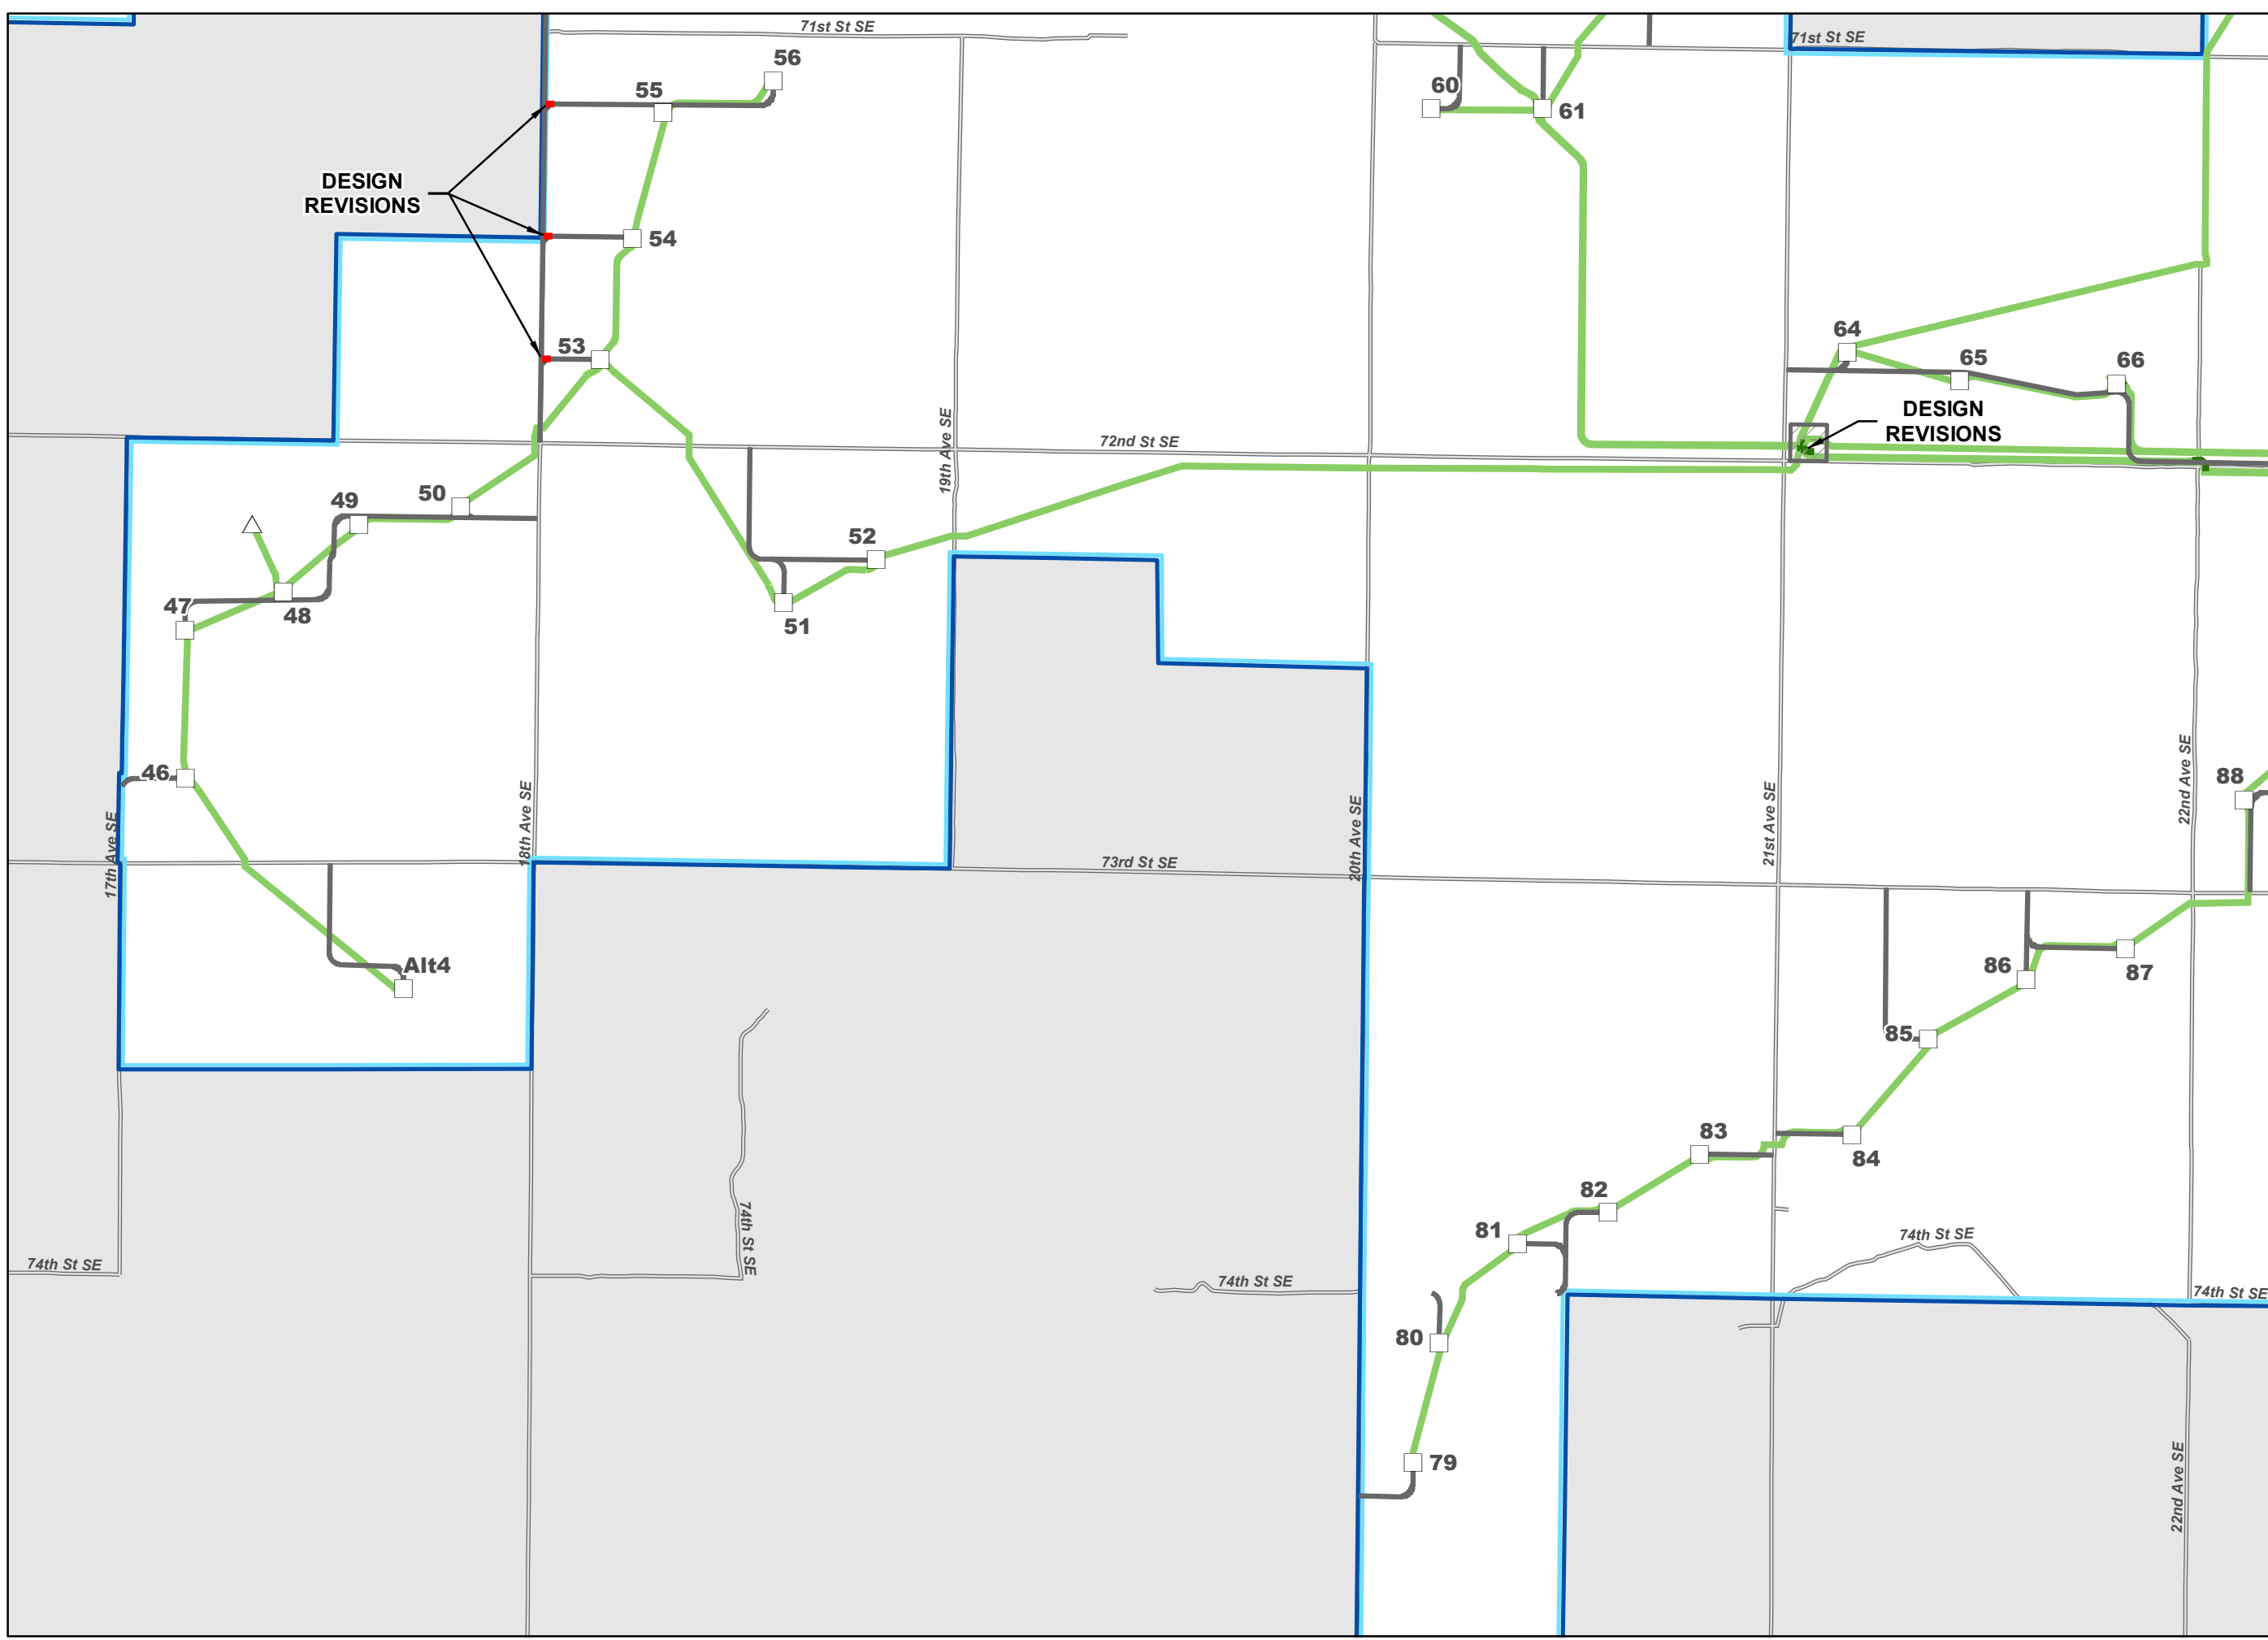 71st St SE
71st St SE
56
55
60
61
DESIGN
REVISIONS
54
53
64
65
66
DESIGN
REVISIONS
19th Ave SE
72nd St SE
49
50
52
47
48
51
46
88
17th Ave SE
18th Ave SE
20th Ave SE
21st Ave SE
22nd Ave SE
73rd St SE
Alt4
86
87
85
83
84
82
81
74th St SE
74th St SE
74th St SE
74th St SE
74th St SE
80
79
22nd Ave SE